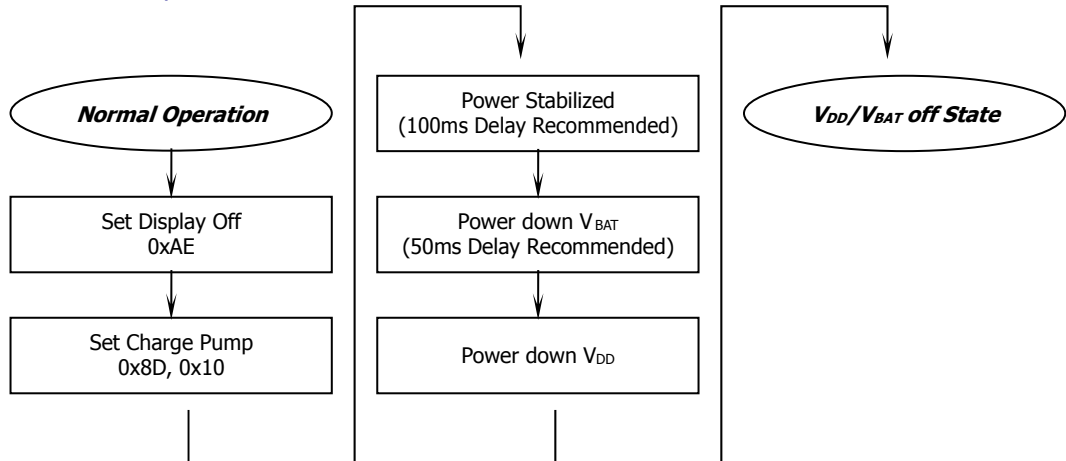 Normal Operation
Set Display Off
0xAE
Set Charge Pump
0x8D, 0x10
Power Stabilized
(100ms Delay Recommended)
Power down VBAT
(50ms Delay Recommended)
Power down VDD
VDD/VBAT off State